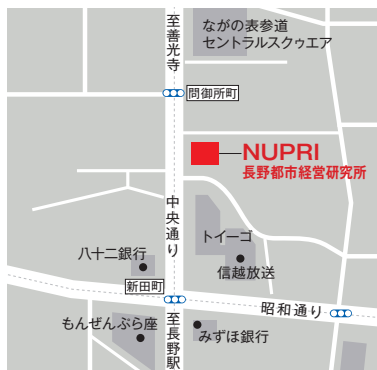 至善光寺
ながの表参道
セントラルスクゥエア
問御所町
NUPRI
長野都市経営研究所
中央通り
トイーゴ
八十二銀行
信越放送
新田町
昭和通り
もんぜんぷら座
至長野駅
みずほ銀行